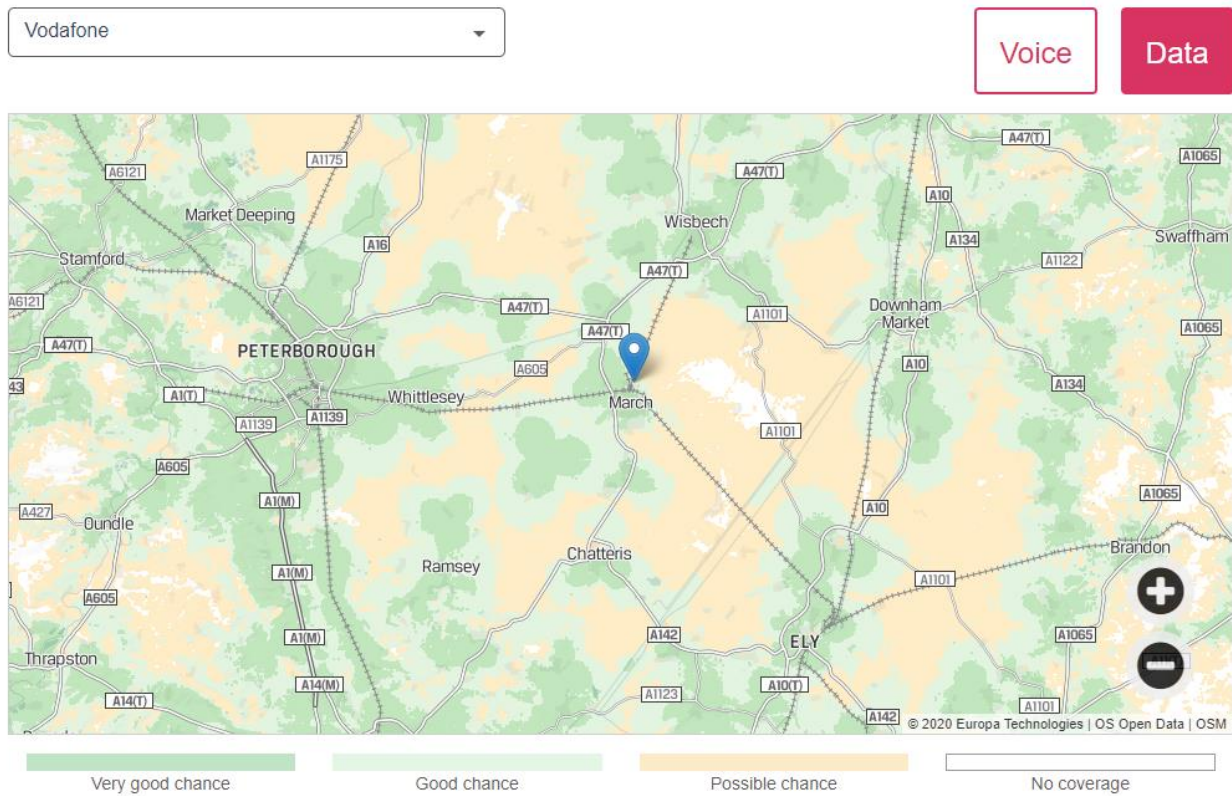 Vodafone
Voice
Data
A47(T)
A1175
A1065
A6121
A47(T)
A10
Market Deeping
Wisbech
A16
A134
Swaffham
Stamford
A1122
A47(T)
A6121
A47(T)
A1101
Downham
Market
A47(T)
A1065
A47(T)
PETERBOROUGH
A605
A10
A134
A1(T)
Whittlesey
March
A1139
A1139
A1101
A605
A1065
A1(M)
A10
A427
Oundle
Chatteris
Brandon
Ramsey
A1(M)
A1101
A605
A1(M)
A142
ELY
A1065
Thrapston
A14(M)
A10(T)
A14(T)
A1123
A1101
A142
© 2020 Europa Technologies | OS Open Data | OSM
Very good chance
Good chance
Possible chance
No coverage